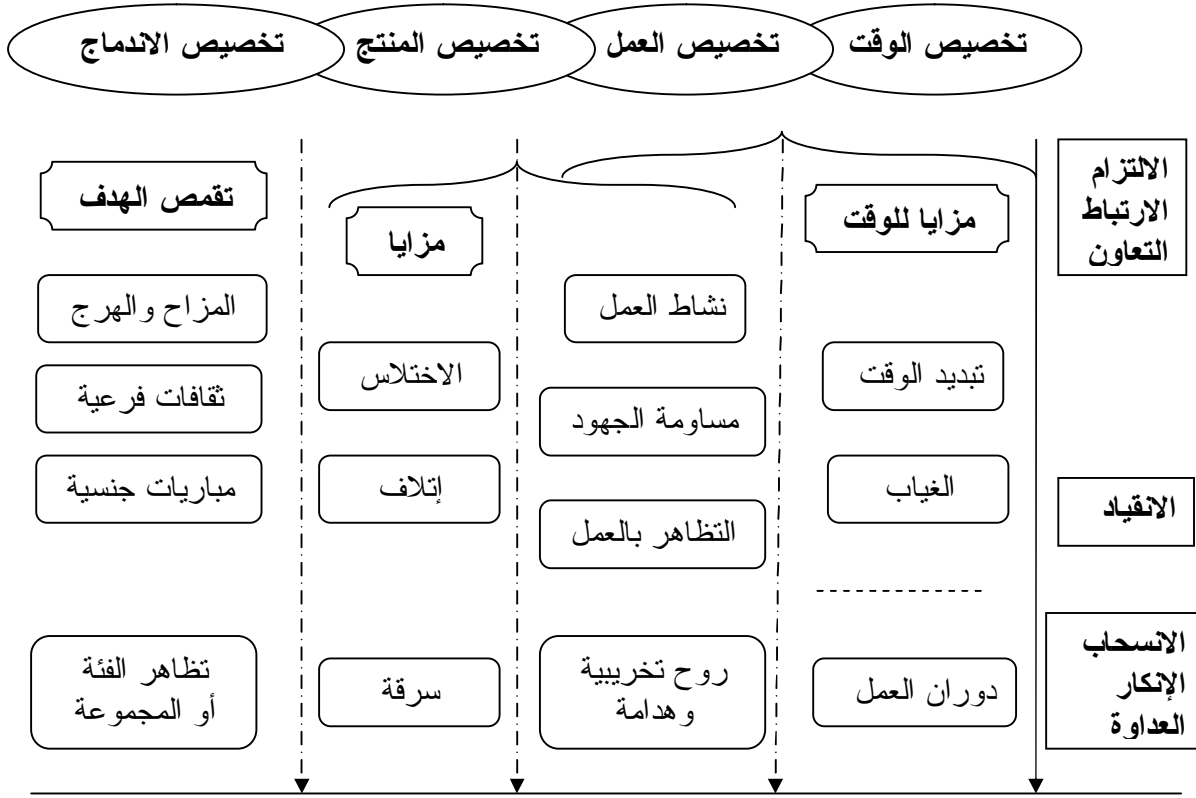 تخصيص الوقت
تخصيص العمل
تخصيص المنتج
تخصيص الاندماج
الالتزام
الارتباط
التعاون
مزايا للوقت
مزايا
تقمص الهدف
نشاط العمل
المزاح والهرج
تبديد الوقت
الاختلاس
مساومة الجهود
ثقافات فرعية
الانقياد
الغياب
التظاهر بالعمل
إتلاف
مباريات جنسية
الانسحاب
الإنكار
العداوة
دوران العمل
روح تخريبية
وهدامة
سرقة
تظاهر الفئة
أو المجموعة